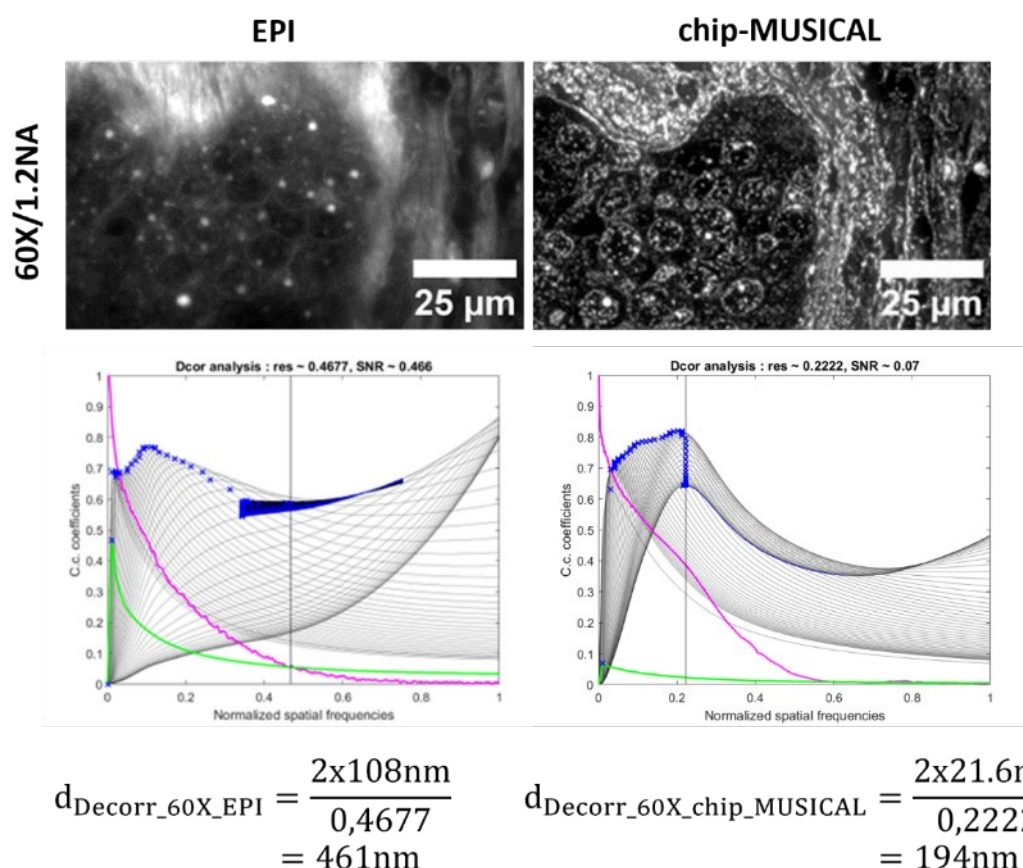 EPI
chip-MUSICAL
60X/1.2NA
25 µm
25 µm
Dcor analysis : res ~ 0.4677, SNR ~ 0.466
1
0.9
0.8
0.7
0.6
0.5
0.4
0.3
0.2
0.1
0
C.c. coefficients
0 0.2 0.4 0.6 0.8 1
Normalized spatial frequencies
Dcor analysis : res ~ 0.2222, SNR ~ 0.07
1
0.9
0.8
0.7
0.6
0.5
0.4
0.3
0.2
0.1
0
C.c. coefficients
0 0.2 0.4 0.6 0.8 1
Normalized spatial frequencies
2x108nm
dDecorr_60X_EPI =
0,4677
= 461nm
2x21.6n
dDecorr_60X_chip_MUSICAL =
0,222
= 194nm